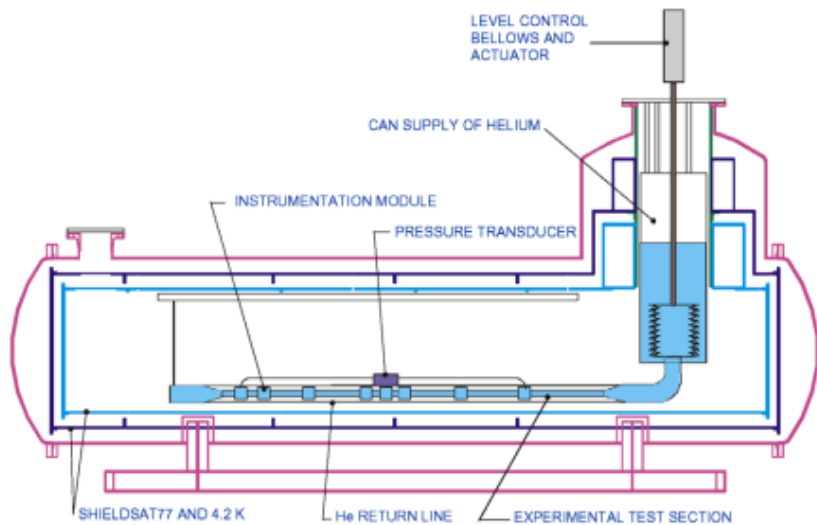 LEVEL CONTROL
BELLOWS AND
ACTUATOR
CAN SUPPLY OF HELIUM
INSTRUMENTATION MODULE
PRESSURE TRANSDUCER
SHIELDSAT77 AND 4.2 K
He RETURN LINE
EXPERIMENTAL TEST SECTION